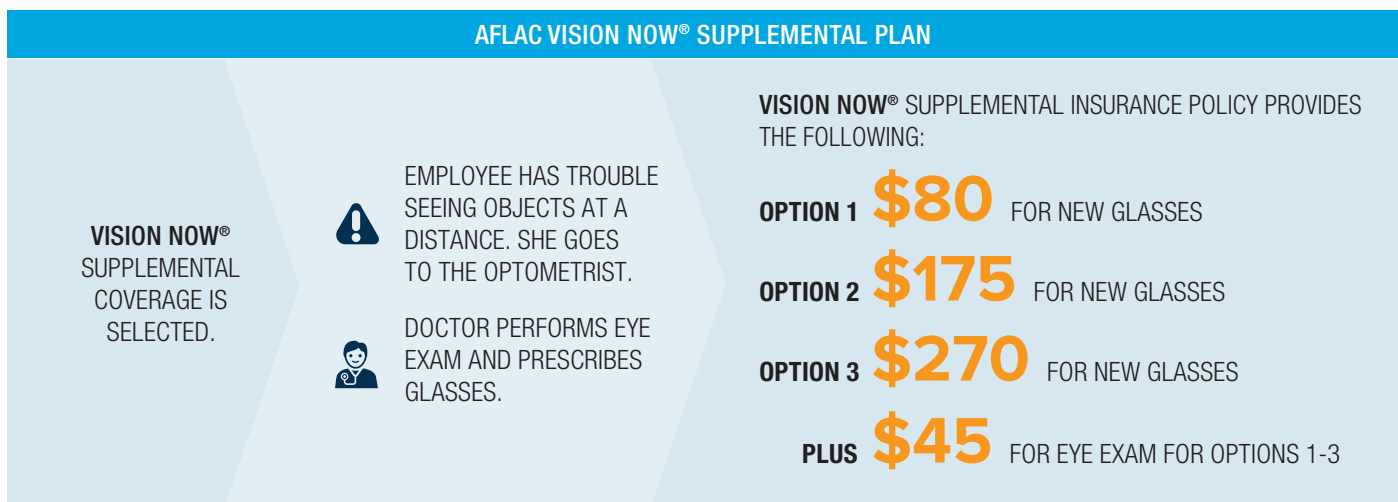 AFLAC VISION NOW® SUPPLEMENTAL PLAN
VISION NOW®
SUPPLEMENTAL
COVERAGE IS
SELECTED.
EMPLOYEE HAS TROUBLE
SEEING OBJECTS AT A
DISTANCE. SHE GOES
TO THE OPTOMETRIST.
DOCTOR PERFORMS EYE
EXAM AND PRESCRIBES
GLASSES.
VISION NOW® SUPPLEMENTAL INSURANCE POLICY PROVIDES
THE FOLLOWING:
OPTION 1 $80 FOR NEW GLASSES
OPTION 2 $175 FOR NEW GLASSES
OPTION 3 $270 FOR NEW GLASSES
PLUS $45 FOR EYE EXAM FOR OPTIONS 1-3